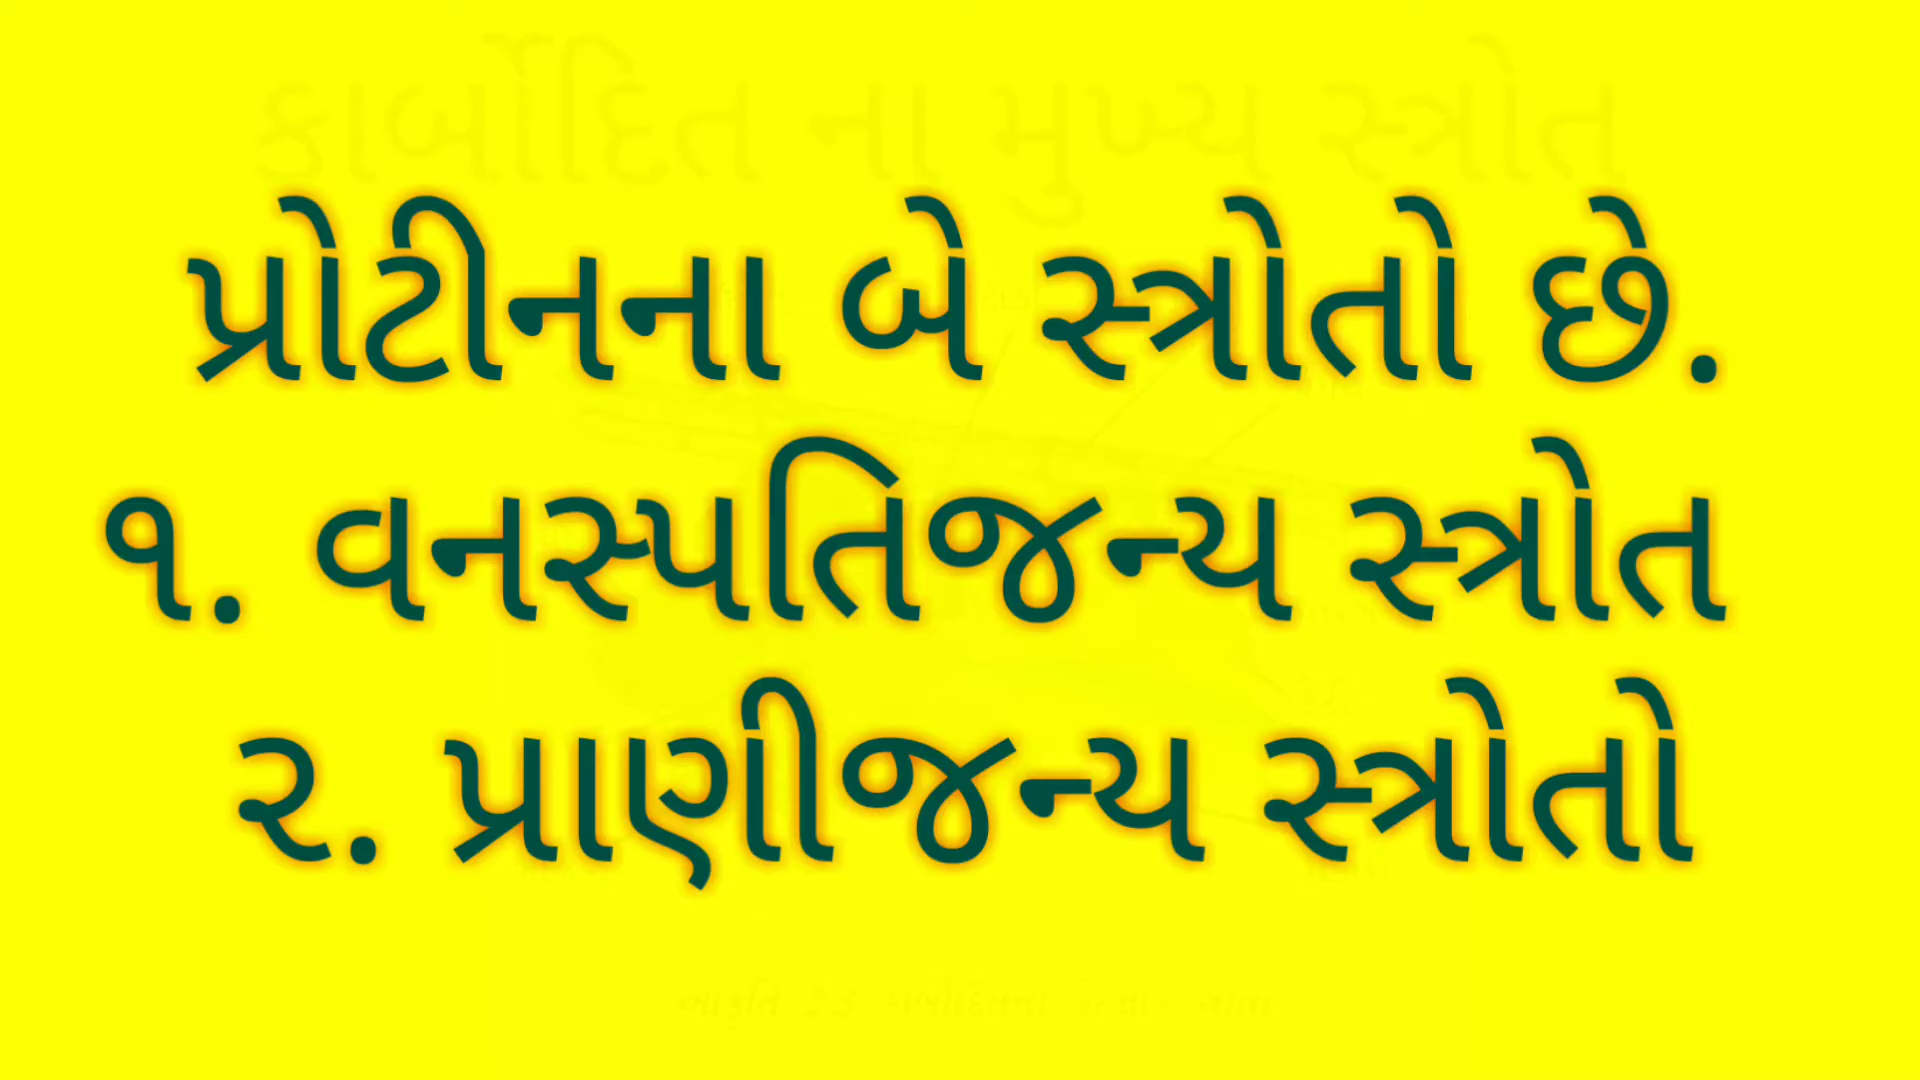 કાર્બોદિત ના મુખ્ય સ્ત્રોત
પ્રોટીનના બે સ્ત્રોતો છે.
૧. વનસ્પતિજન્ય સ્ત્રોત
૨. પ્રાણીજન્ય સ્ત્રોતો